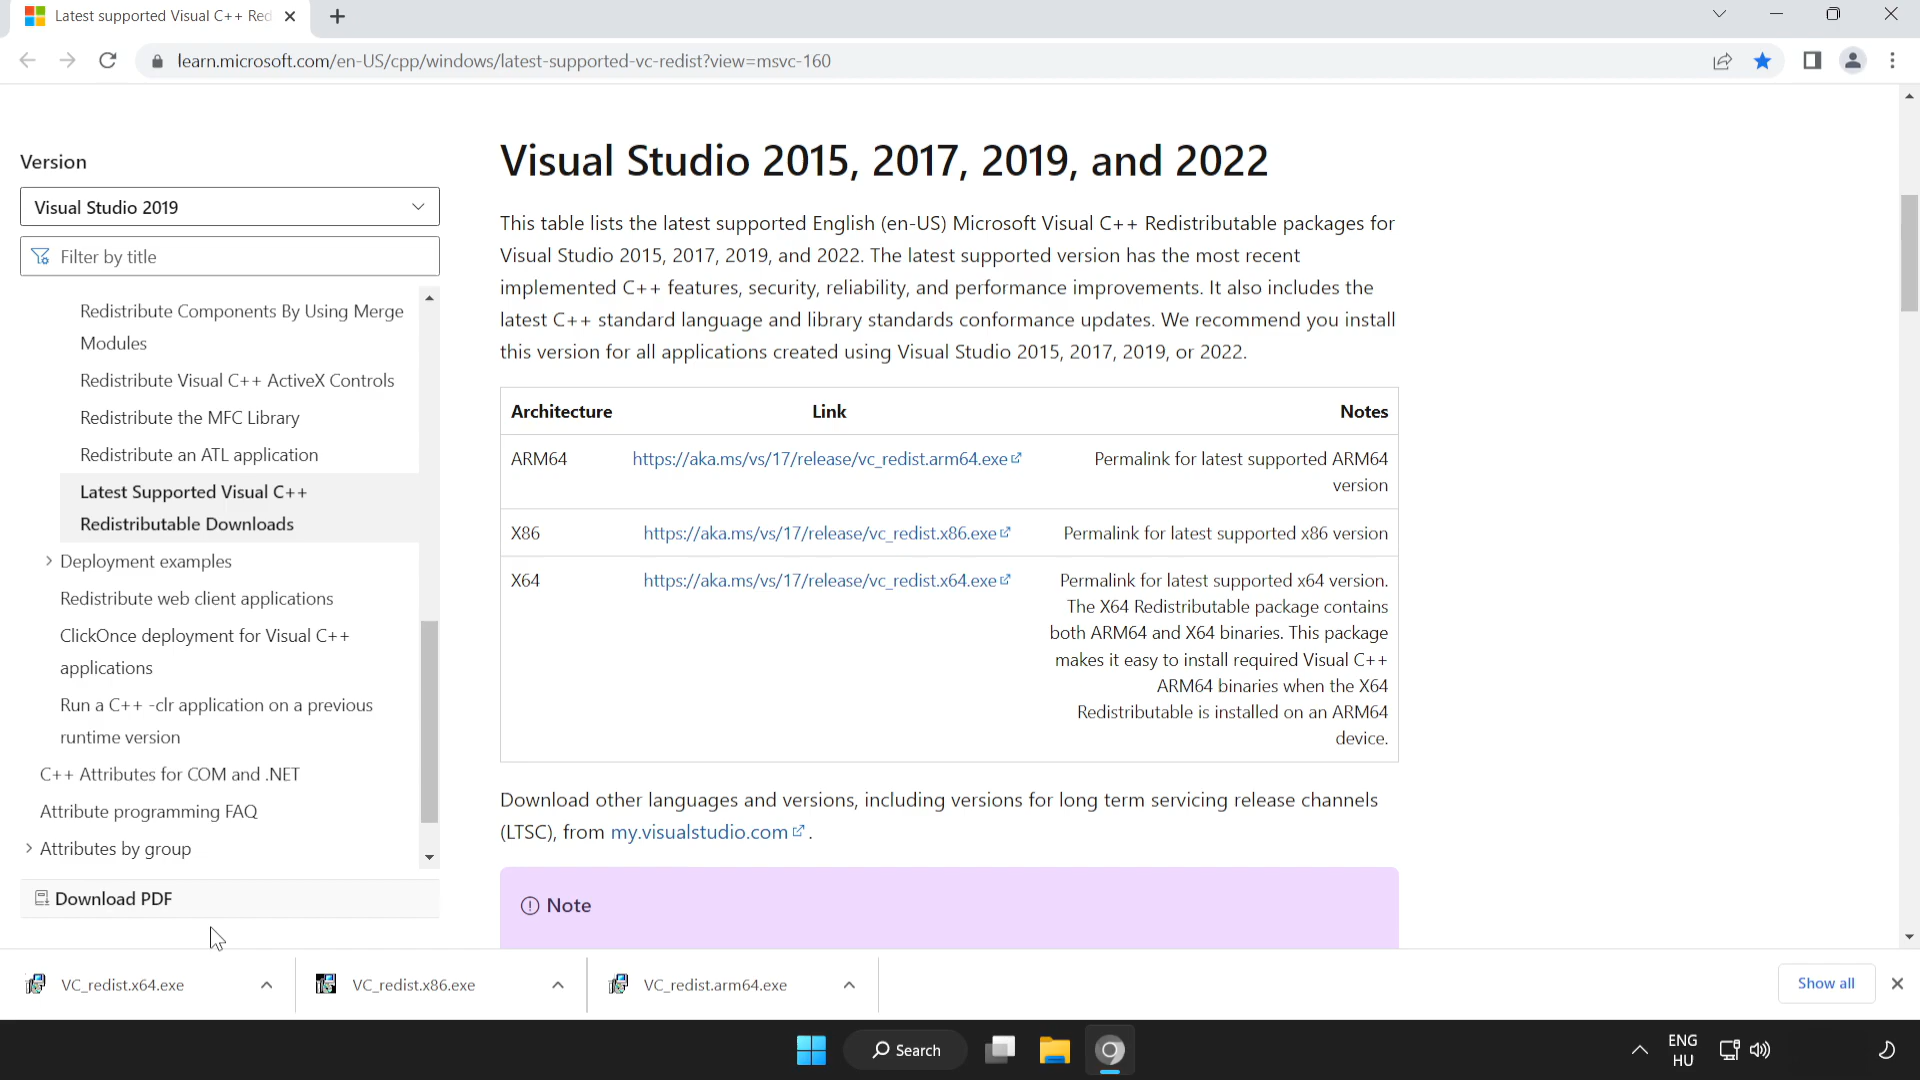 Latest supported Visual C++ Red
learn.microsoft.com/en-US/cpp/windows/latest-supported-vc-redist?view=msvc-160
Version
Visual Studio 2019
Filter by title
Redistribute Components By Using Merge
Modules
Redistribute Visual C++ ActiveX Controls
Redistribute the MFC Library
Redistribute an ATL application
Latest Supported Visual C++
Redistributable Downloads
Deployment examples
Redistribute web client applications
ClickOnce deployment for Visual C++
applications
Run a C++ -clr application on a previous
runtime version
C++ Attributes for COM and .NET
Attribute programming FAQ
Attributes by group
Download PDF
Visual Studio 2015, 2017, 2019, and 2022
This table lists the latest supported English (en-US) Microsoft Visual C++ Redistributable packages for
Visual Studio 2015, 2017, 2019, and 2022. The latest supported version has the most recent
implemented C++ features, security, reliability, and performance improvements. It also includes the
latest C++ standard language and library standards conformance updates. We recommend you install
this version for all applications created using Visual Studio 2015, 2017, 2019, or 2022.
Architecture Link Notes
ARM64 https://aka.ms/vs/17/release/vc_redist.arm64.exe Permalink for latest supported ARM64
version
X86 https://aka.ms/vs/17/release/vc_redist.x86.exe Permalink for latest supported x86 version
X64 https://aka.ms/vs/17/release/vc_redist.x64.exe Permalink for latest supported x64 version.
The X64 Redistributable package contains
both ARM64 and X64 binaries. This package
makes it easy to install required Visual C++
ARM64 binaries when the X64
Redistributable is installed on an ARM64
device.
Download other languages and versions, including versions for long term servicing release channels
(LTSC), from my.visualstudio.com .
Note
VC_redist.x64.exe
VC_redist.x86.exe
VC_redist.arm64.exe
Show all
Search
ENG
HU